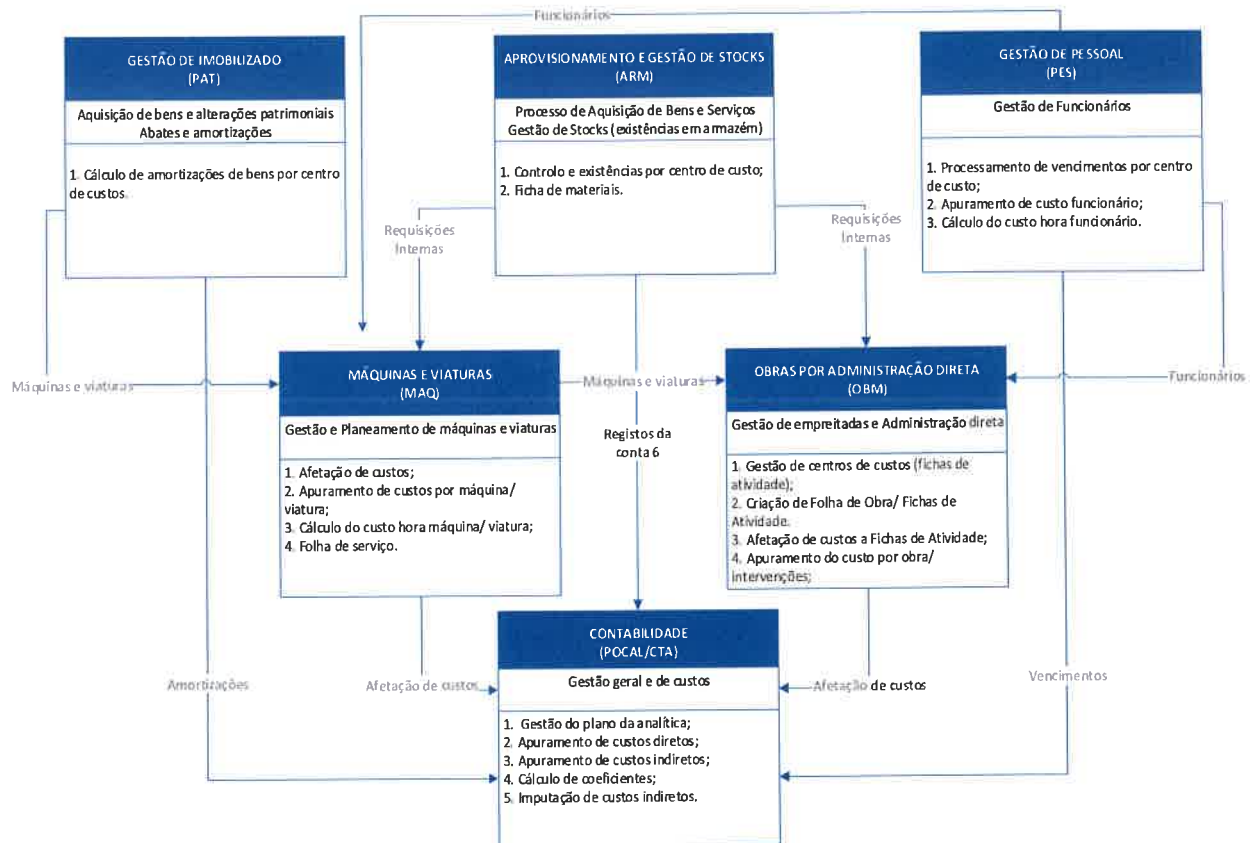 Funcionários
GESTÃO DE IMOBILIZADO
(PAT)
Aquisição de bens e alterações patrimoniais
Abates e amortizações
1. Cálculo de amortizações de bens por centro
de custos.
APROVISIONAMENTO E GESTÃO DE STOCKS
(ARM)
Processo de Aquisição de Bens e Serviços
Gestão de Stocks (existências em armazém)
1. Controlo e existências por centro de custo;
2. Ficha de materiais.
GESTÃO DE PESSOAL
(PES)
Gestão de Funcionários
1. Processamento de vencimentos por centro
de custo;
2. Apuramento de custo funcionário;
3. Cálculo do custo hora funcionário.
Requisições
Internas
Requisições
Internas
Máquinas e viaturas
MÁQUINAS E VIATURAS
(MAQ)
Gestão e Planeamento de máquinas e viaturas
1. Afetação de custos;
2. Apuramento de custos por máquina/
viatura;
3. Cálculo do custo hora máquina/ viatura;
4. Folha de serviço.
Máquinas e viaturas
Registos da
conta 6
OBRAS POR ADMINISTRAÇÃO DIRETA
(OBM)
Gestão de empreitadas e Administração direta
1. Gestão de centros de custos (fichas de
atividade);
2. Criação de Folha de Obra/ Fichas de
Atividade.
3. Afetação de custos a Fichas de Atividade;
4. Apuramento do custo por obra/
intervenções;
Funcionários
Amortizações
Afetação de custos
CONTABILIDADE
(POCAL/CTA)
Gestão geral e de custos
1. Gestão do plano da analítica;
2. Apuramento de custos diretos;
3. Apuramento de custos indiretos;
4. Cálculo de coeficientes;
5. Imputação de custos indiretos.
Afetação de custos
Vencimentos